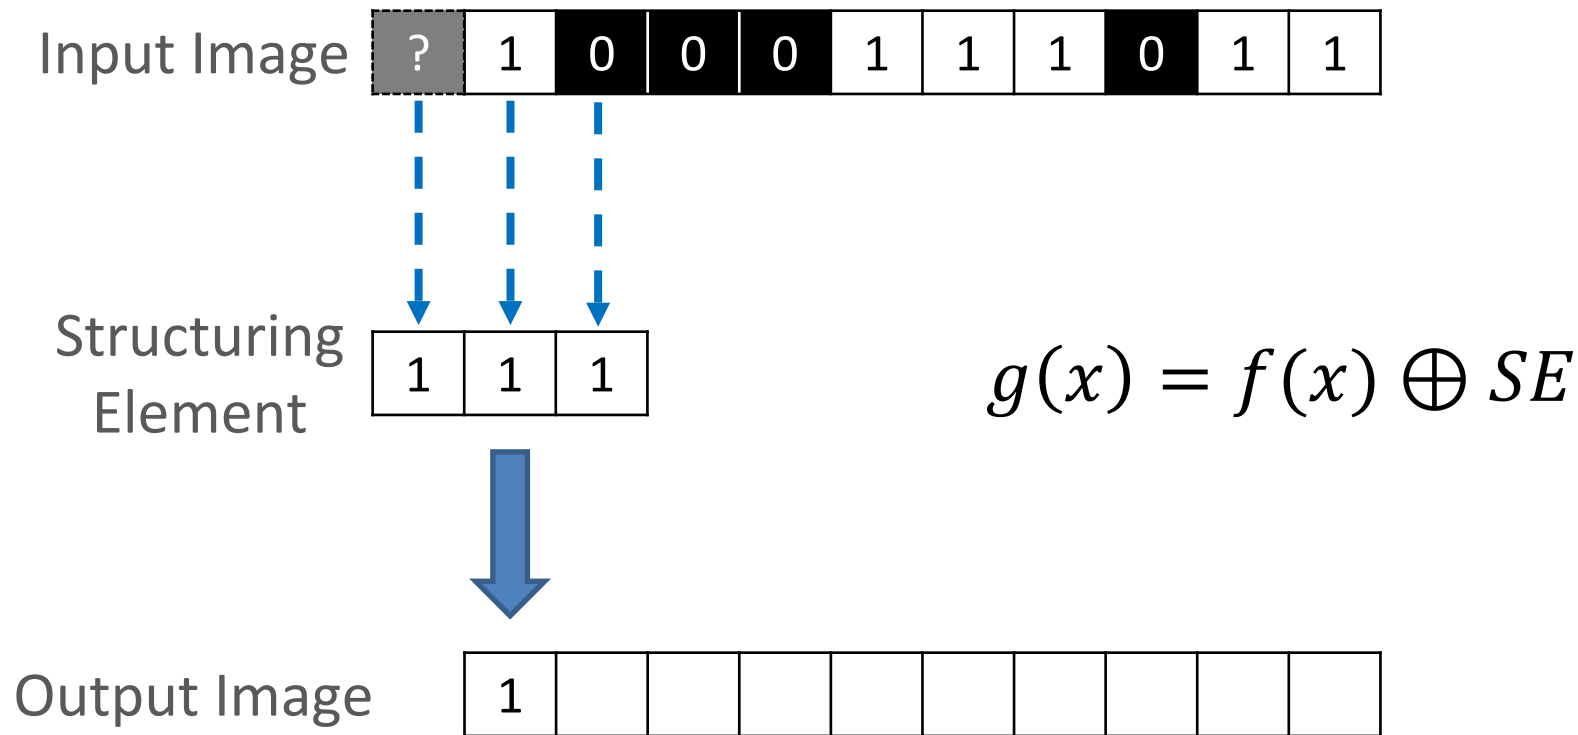 Input Image ? 1 0 0 0 1 1 1 0 1 1
Structuring
Element
1 1 1
g(x) = f(x) ⊕ SE
Output Image 1